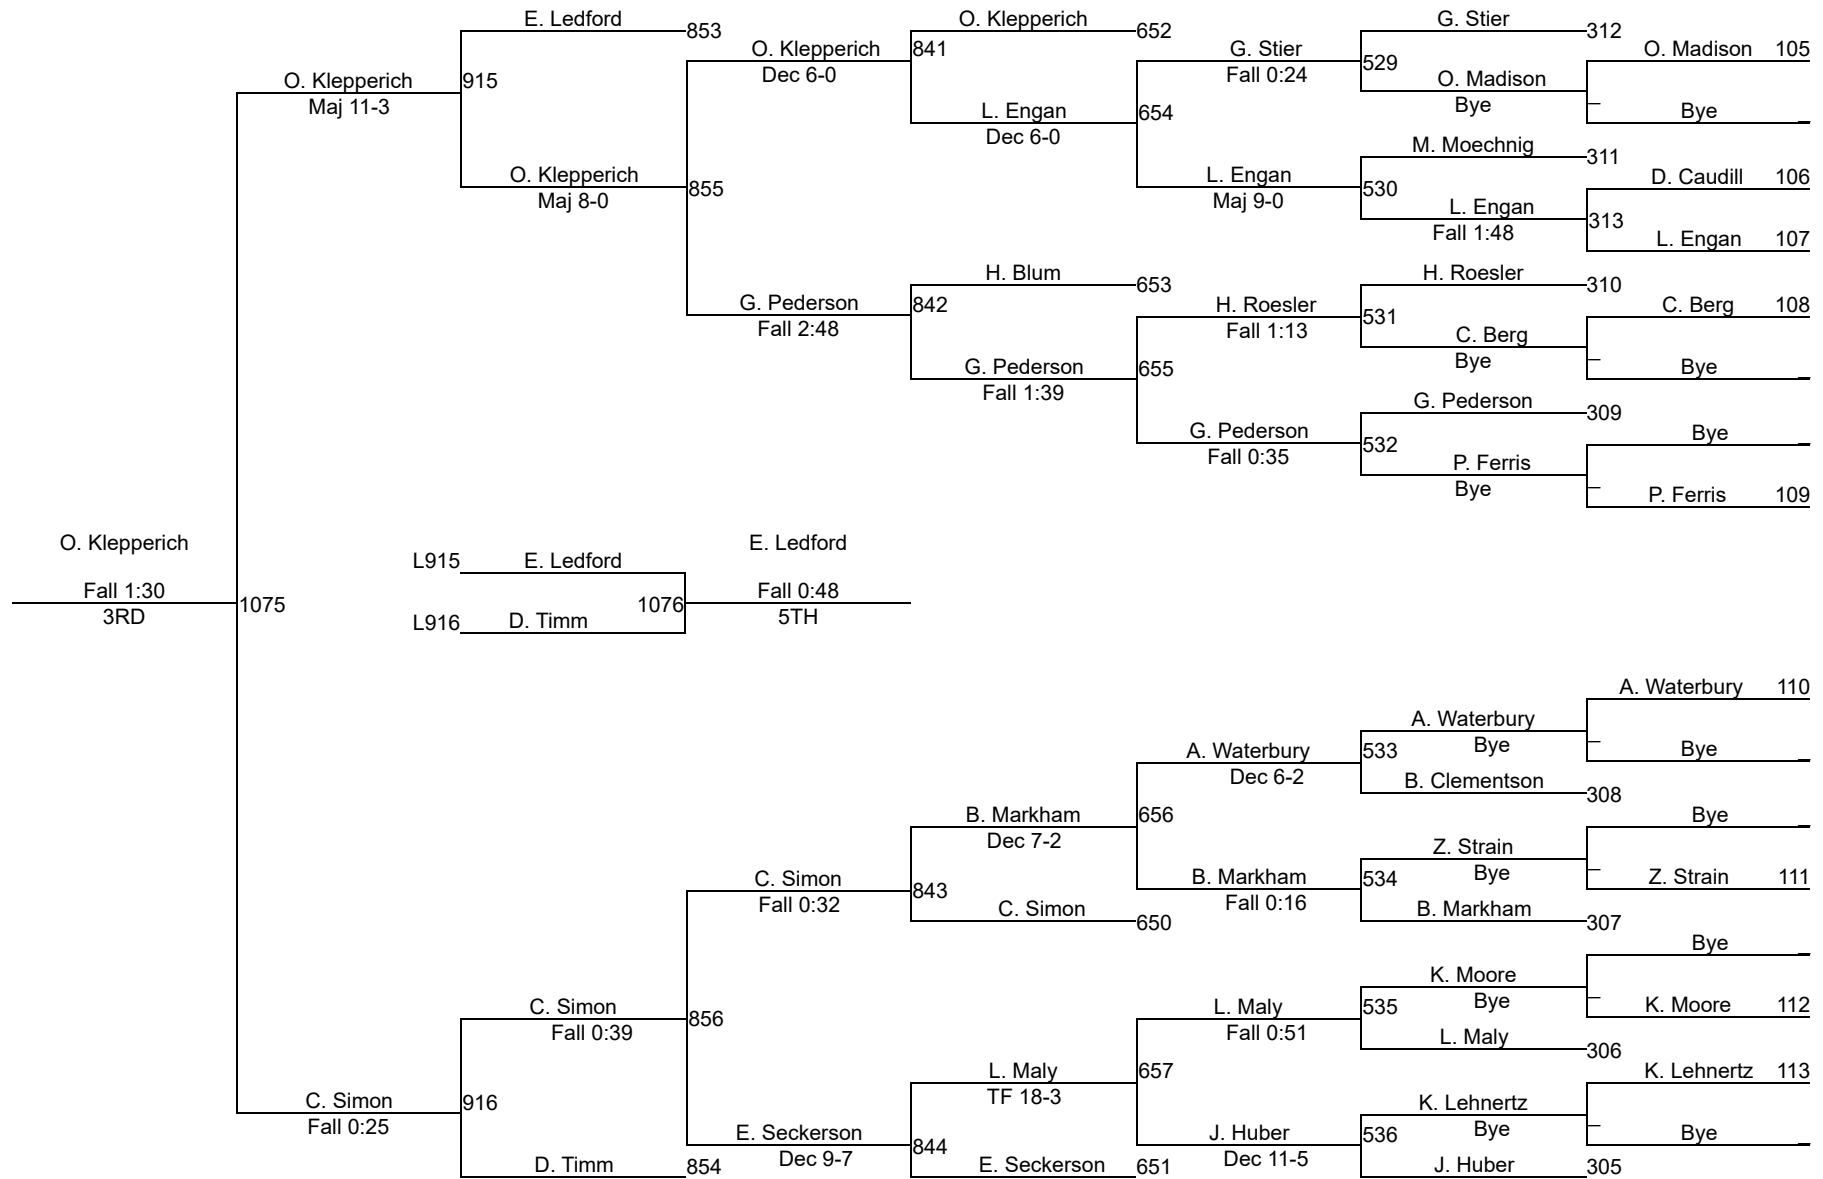 E. Ledford
853
O. Klepperich
652
G. Stier
312
O. Klepperich
Dec 6-0
841
G. Stier
Fall 0:24
529
O. Madison 105
O. Klepperich
Maj 11-3
915
O. Madison
Bye
_
Bye _
L. Engan
Dec 6-0
654
M. Moechnig
311
O. Klepperich
Maj 8-0
855
L. Engan
Maj 9-0
530
D. Caudill 106
L. Engan
Fall 1:48
313
L. Engan 107
H. Blum
653
H. Roesler
310
G. Pederson
Fall 2:48
842
H. Roesler
Fall 1:13
531
C. Berg 108
C. Berg
Bye
_
Bye _
G. Pederson
Fall 1:39
655
G. Pederson
309
G. Pederson
Fall 0:35
532
Bye _
P. Ferris
Bye
_
P. Ferris 109
O. Klepperich
Fall 1:30
3RD
1075
L915 E. Ledford
L916 D. Timm
1076
E. Ledford
Fall 0:48
5TH
A. Waterbury 110
A. Waterbury
Bye
_
Bye _
A. Waterbury
Dec 6-2
533
B. Clementson
308
B. Markham
Dec 7-2
656
Bye _
Z. Strain
Bye
_
Z. Strain 111
C. Simon
Fall 0:32
843
B. Markham
Fall 0:16
534
B. Markham
307
C. Simon
650
Bye _
K. Moore
Bye
_
K. Moore 112
C. Simon
Fall 0:39
856
L. Maly
Fall 0:51
535
L. Maly
306
L. Maly
TF 18-3
657
K. Lehnertz 113
C. Simon
Fall 0:25
916
K. Lehnertz
Bye
_
Bye _
E. Seckerson
Dec 9-7
844
J. Huber
Dec 11-5
536
D. Timm
854
E. Seckerson
651
J. Huber
305